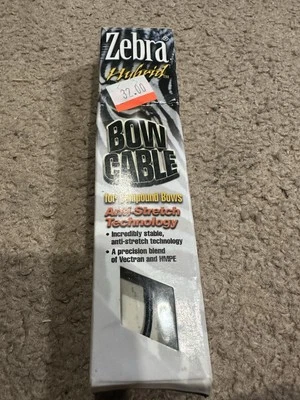 Zebra
Hybrid
32.00
BOW
CABLE
for Compound Bows
Anti-Stretch
Technology
• Incredibly stable,
anti-stretch technology
• A precision blend
of Vectran and HMPE